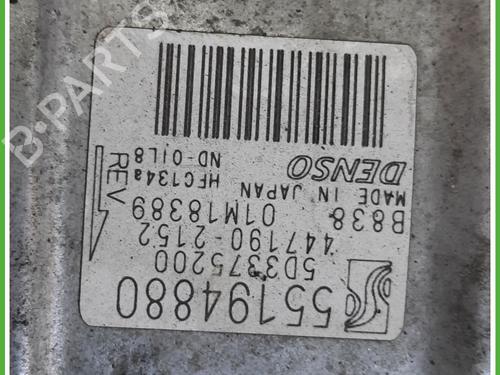 55194880
5D3375200
447190-2152
01M18389
B838
HFC134a
MADE IN JAPAN
ND-OIL8
DENSO
REV
B-PARTS